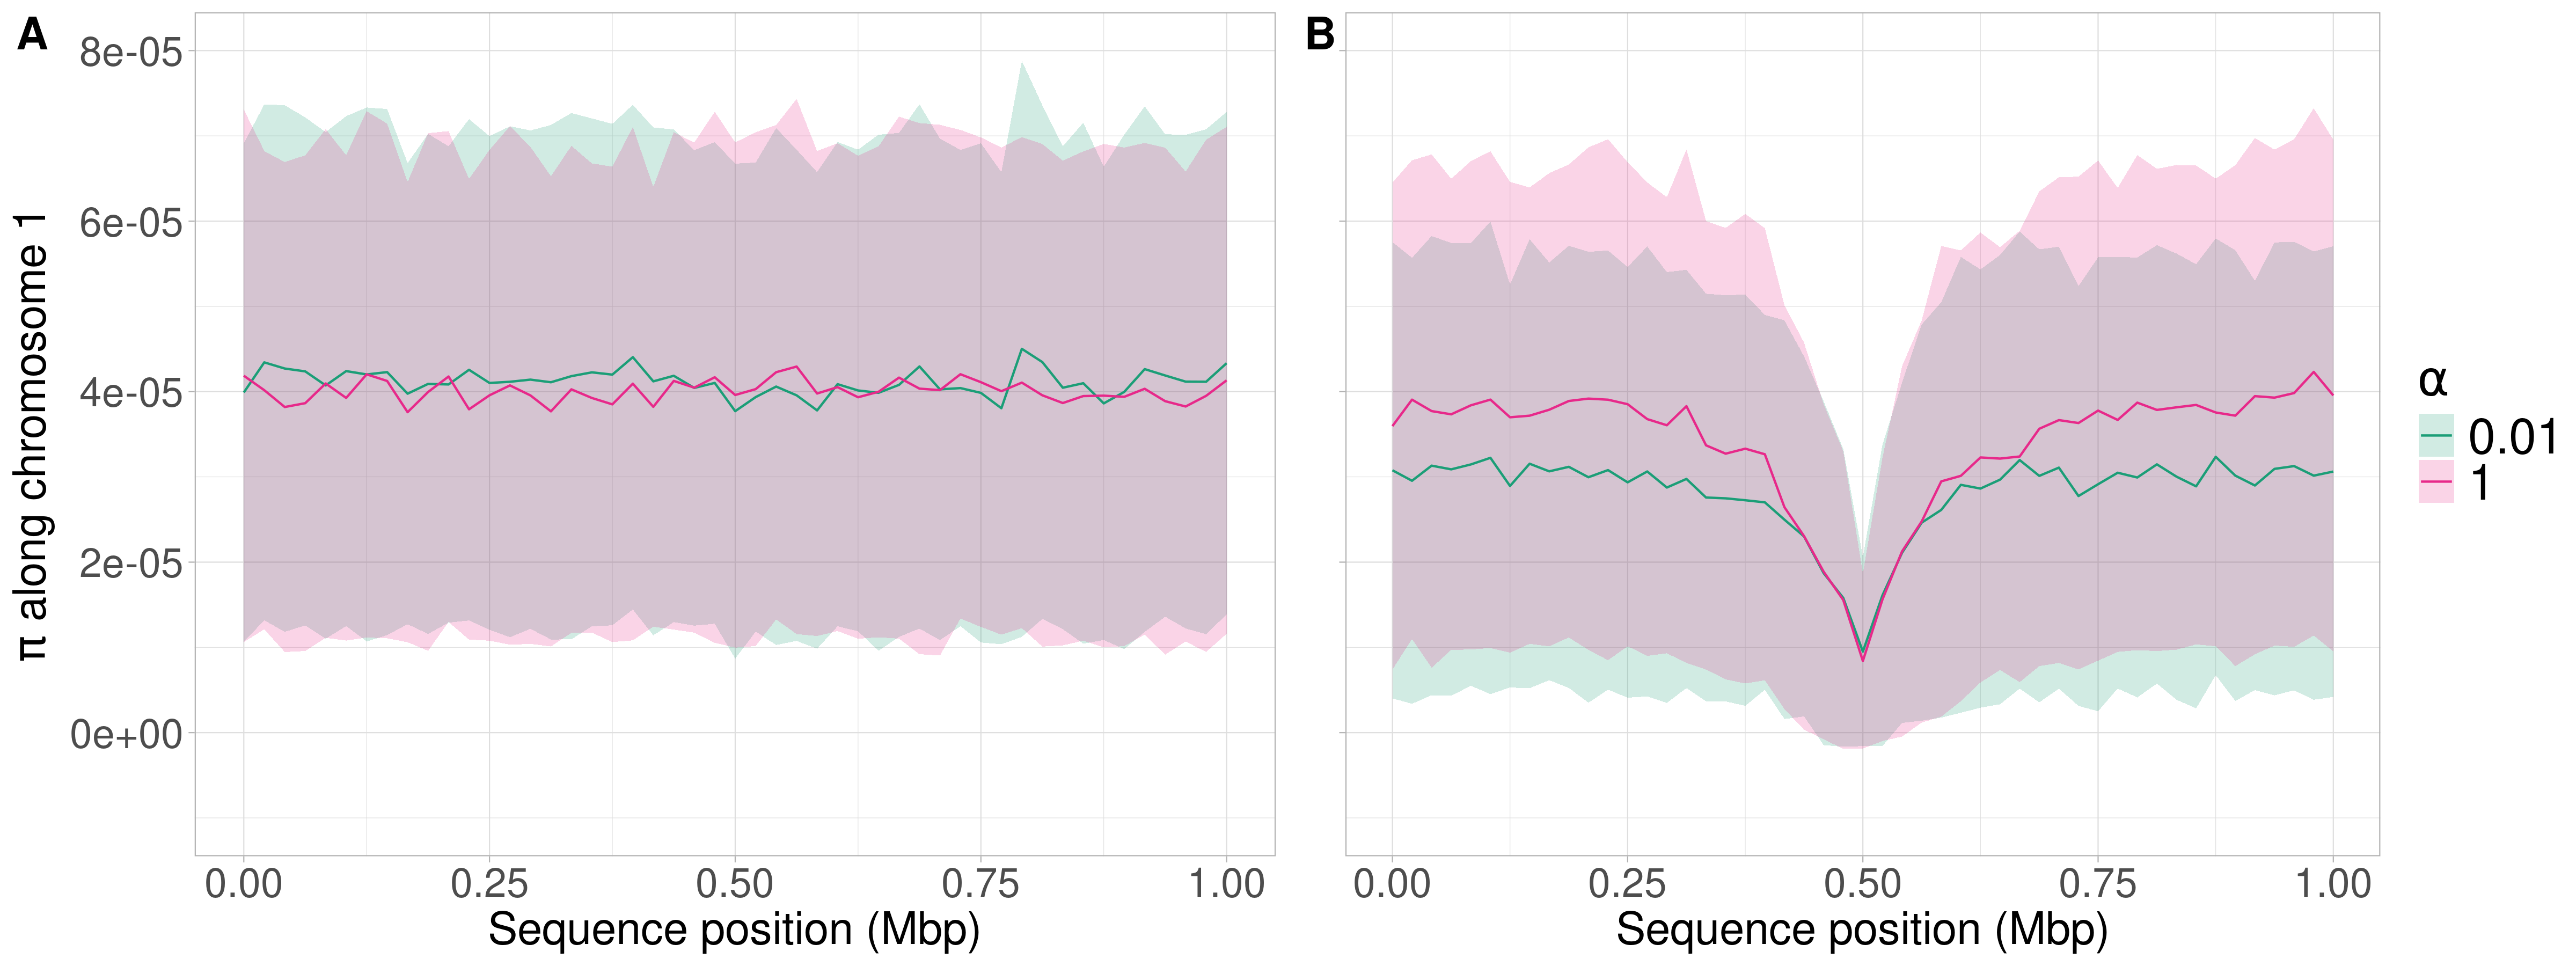 A
B
π along chromosome 1
8e-05
6e-05
4e-05
2e-05
0e+00
0.00 0.25 0.50 0.75 1.00
Sequence position (Mbp)
0.00 0.25 0.50 0.75 1.00
Sequence position (Mbp)
α
0.01
1